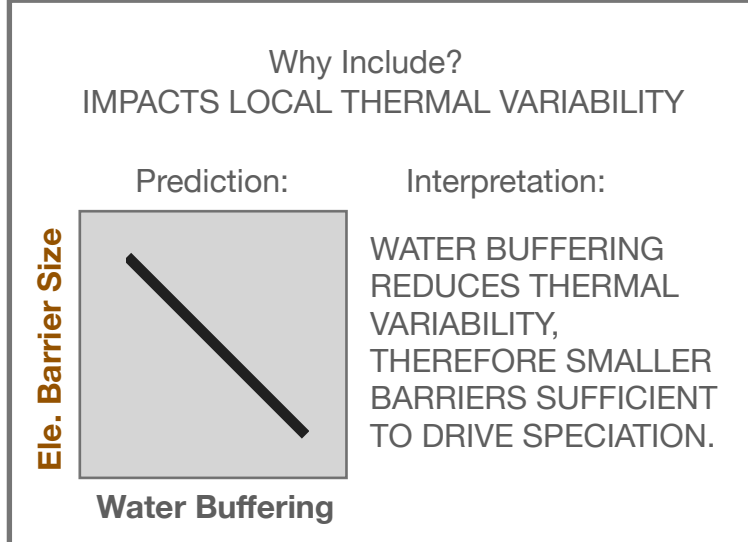 Why Include?
IMPACTS LOCAL THERMAL VARIABILITY
Prediction:
Ele. Barrier Size
Water Buffering
Interpretation:
WATER BUFFERING
REDUCES THERMAL
VARIABILITY,
THEREFORE SMALLER
BARRIERS SUFFICIENT
TO DRIVE SPECIATION.